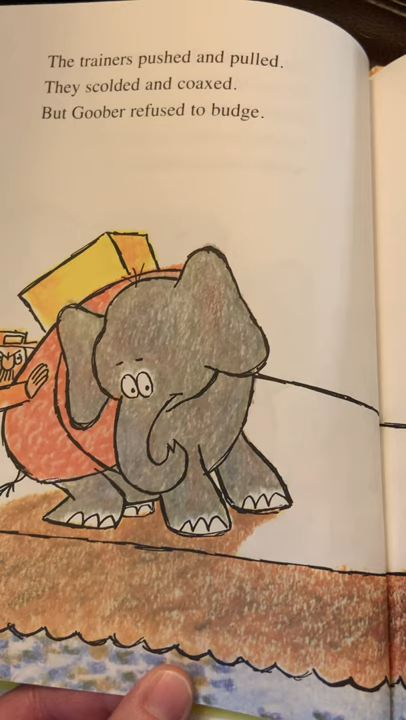 The trainers pushed and pulled.
They scolded and coaxed.
But Goober refused to budge.